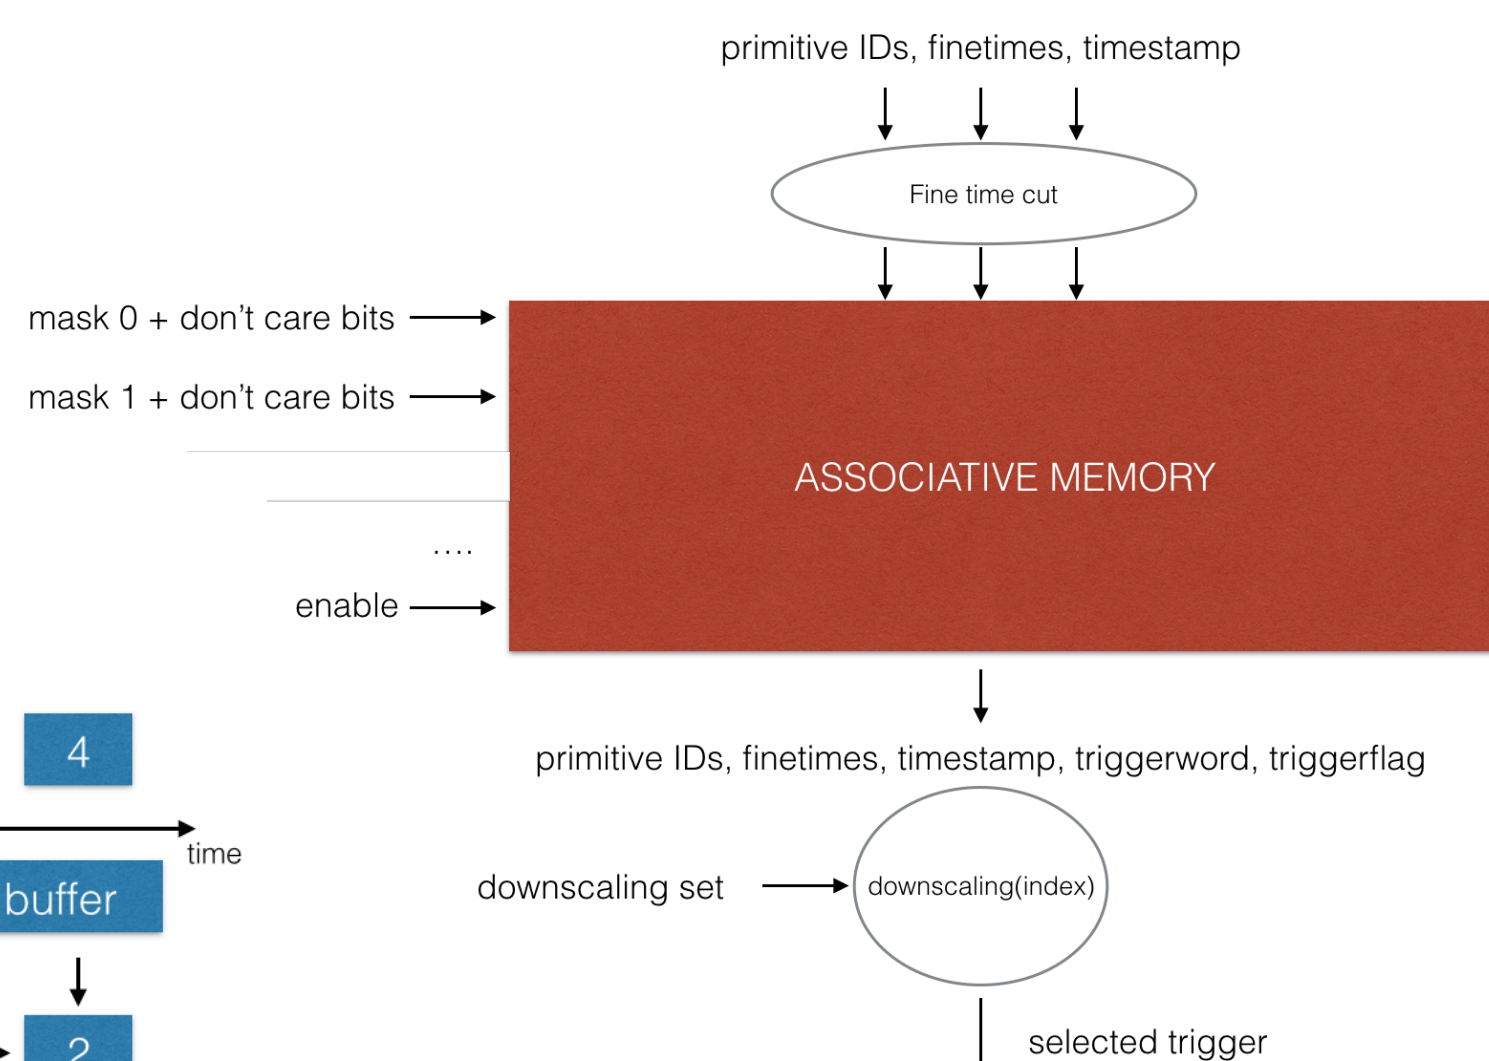 primitive IDs, finetimes, timestamp
Fine time cut
mask 0 + don't care bits
mask 1 + don't care bits
ASSOCIATIVE MEMORY
....
enable
primitive IDs, finetimes, timestamp, triggerword, triggerflag
4
time
buffer
downscaling set
downscaling(index)
2
selected trigger